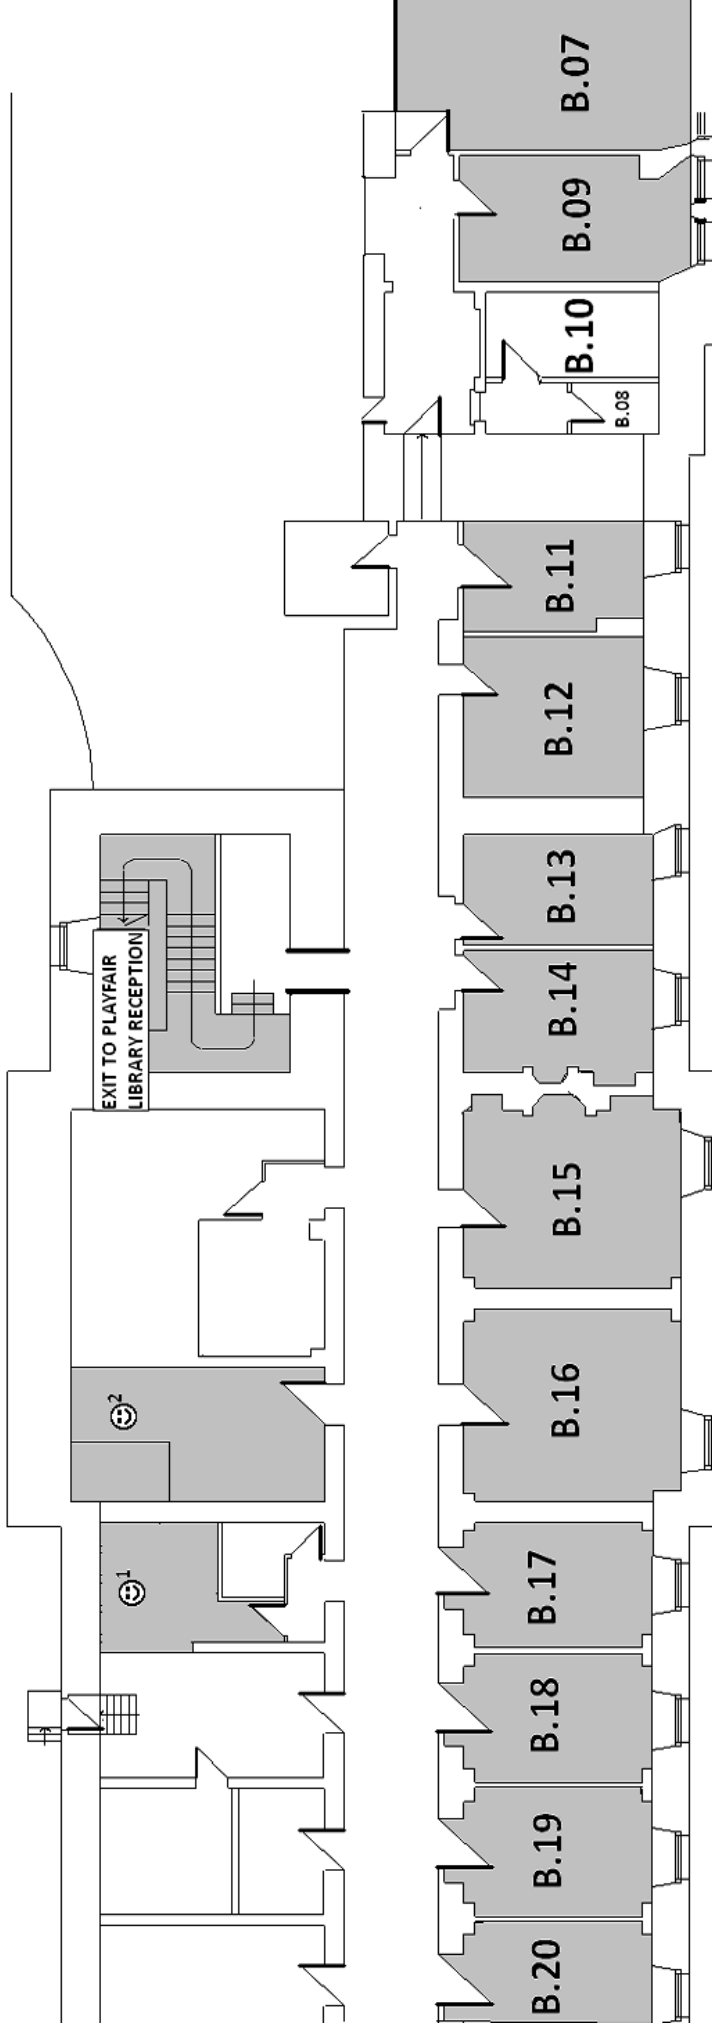 B.07
B.09
B.10
B.08
B.11
B.12
B.13
EXIT TO PLAYFAIR
LIBRARY RECEPTION
B.14
B.15
B.16
2
B.17
1
B.18
B.19
B.20